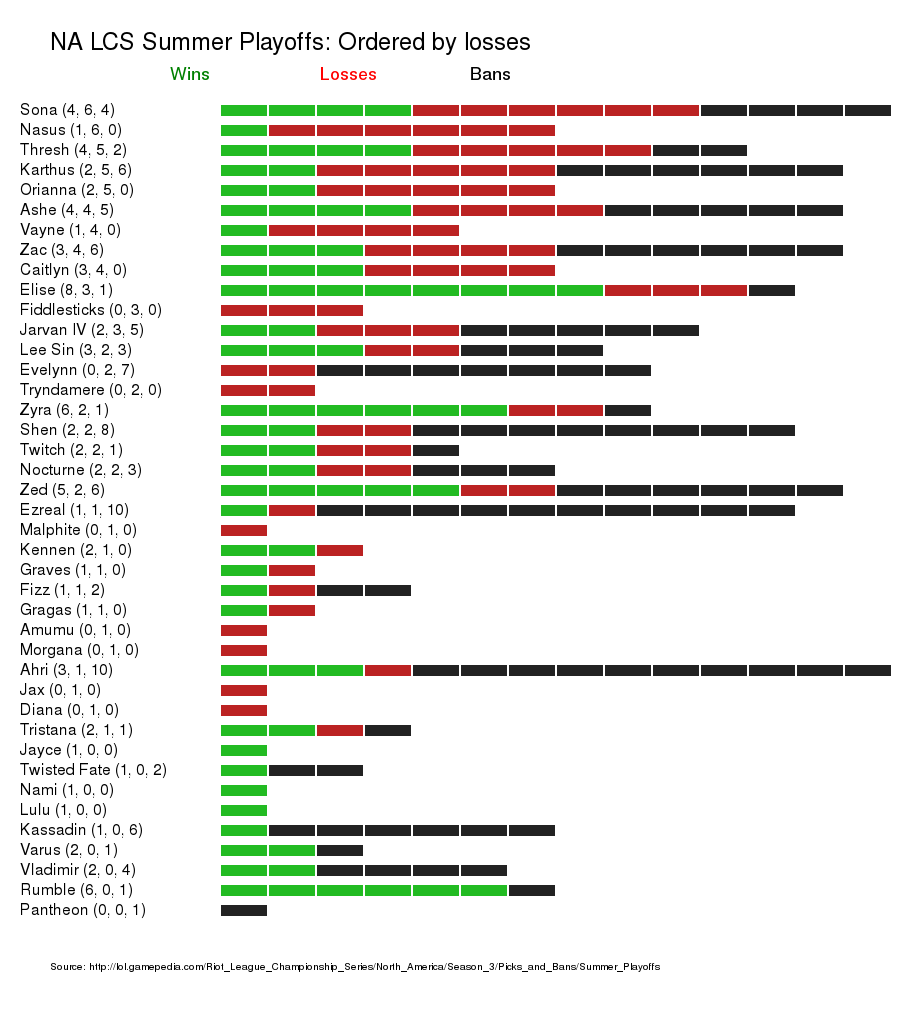 NA LCS Summer Playoffs: Ordered by losses
Wins Losses Bans
Sona (4, 6, 4)
Nasus (1, 6, 0)
Thresh (4, 5, 2)
Karthus (2, 5, 6)
Orianna (2, 5, 0)
Ashe (4, 4, 5)
Vayne (1, 4, 0)
Zac (3, 4, 6)
Caitlyn (3, 4, 0)
Elise (8, 3, 1)
Fiddlesticks (0, 3, 0)
Jarvan IV (2, 3, 5)
Lee Sin (3, 2, 3)
Evelynn (0, 2, 7)
Tryndamere (0, 2, 0)
Zyra (6, 2, 1)
Shen (2, 2, 8)
Twitch (2, 2, 1)
Nocturne (2, 2, 3)
Zed (5, 2, 6)
Ezreal (1, 1, 10)
Malphite (0, 1, 0)
Kennen (2, 1, 0)
Graves (1, 1, 0)
Fizz (1, 1, 2)
Gragas (1, 1, 0)
Amumu (0, 1, 0)
Morgana (0, 1, 0)
Ahri (3, 1, 10)
Jax (0, 1, 0)
Diana (0, 1, 0)
Tristana (2, 1, 1)
Jayce (1, 0, 0)
Twisted Fate (1, 0, 2)
Nami (1, 0, 0)
Lulu (1, 0, 0)
Kassadin (1, 0, 6)
Varus (2, 0, 1)
Vladimir (2, 0, 4)
Rumble (6, 0, 1)
Pantheon (0, 0, 1)
Source: http://lol.gamepedia.com/Riot_League_Championship_Series/North_America/Season_3/Picks_and_Bans/Summer_Playoffs